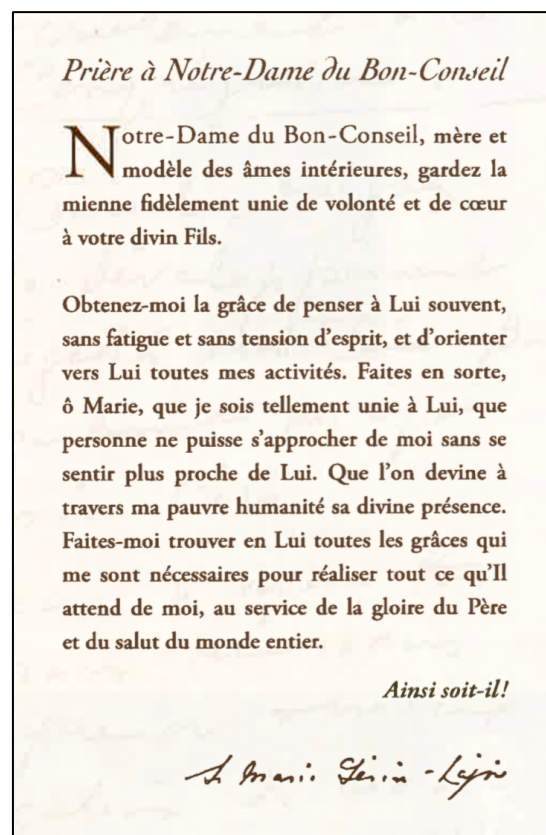 Prière à Notre-Dame du Bon-Conseil
Notre-Dame du Bon-Conseil, mère et
modèle des âmes intérieures, gardez la
mienne fidèlement unie de volonté et de cœur
à votre divin Fils.
Obtenez-moi la grâce de penser à Lui souvent,
sans fatigue et sans tension d’esprit, et d’orienter
vers Lui toutes mes activités. Faites en sorte,
ô Marie, que je sois tellement unie à Lui, que
personne ne puisse s’approcher de moi sans se
sentir plus proche de Lui. Que l’on devine à
travers ma pauvre humanité sa divine présence.
Faites-moi trouver en Lui toutes les grâces qui
me sont nécessaires pour réaliser tout ce qu’Il
attend de moi, au service de la gloire du Père
et du salut du monde entier.
Ainsi soit-il!
S. Marie Gérin-Lajoie